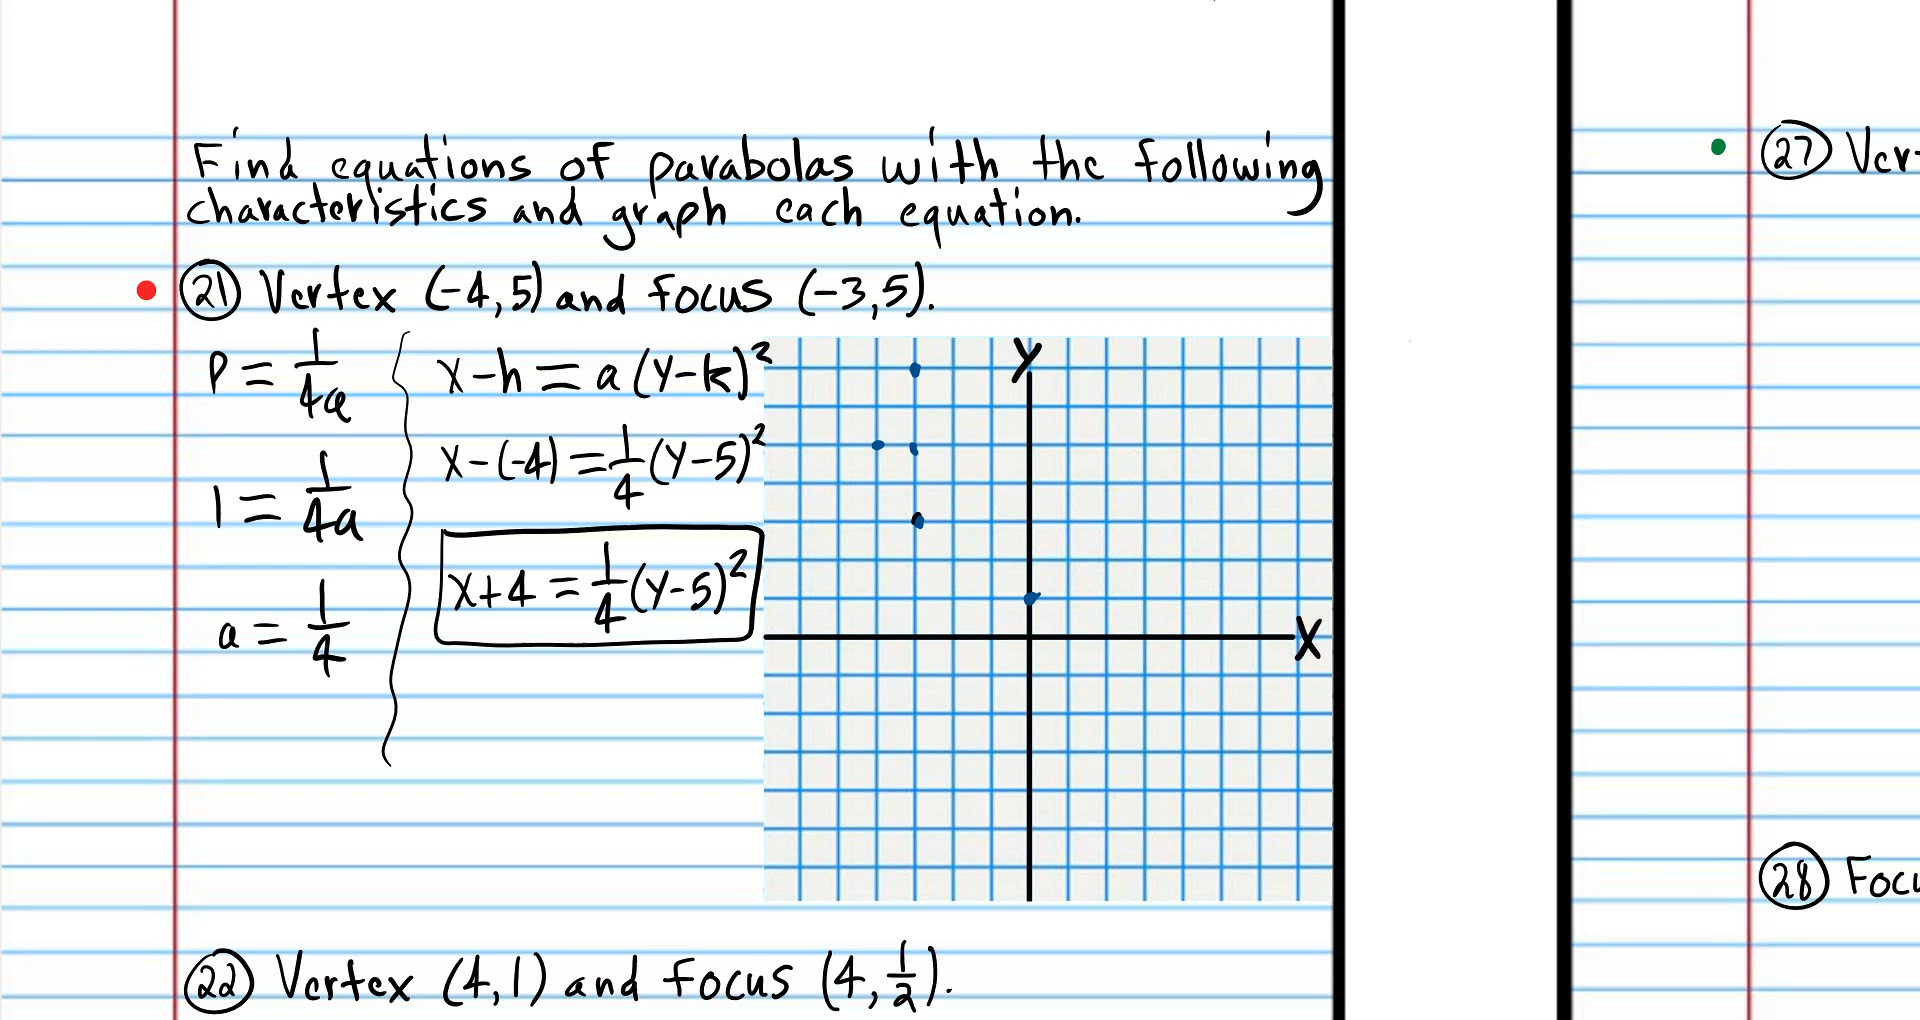 Find equations of parabolas with the following
characteristics and graph each equation.
21 Vertex (-4,5) and focus (-3,5).
P = 1/4a
1 = 1/4a
a = 1/4
x-h = a(y-k)²
x-(-4) = 1/4(y-5)²
x+4 = 1/4(y-5)²
Y
X
22 Vertex (4,1) and focus (4,1/2).
27 Ver
28 Focu